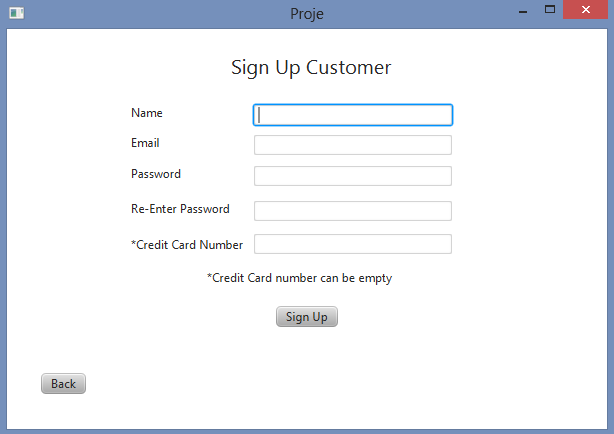 Proje
Sign Up Customer
Name
Email
Password
Re-Enter Password
*Credit Card Number
*Credit Card number can be empty
Sign Up
Back